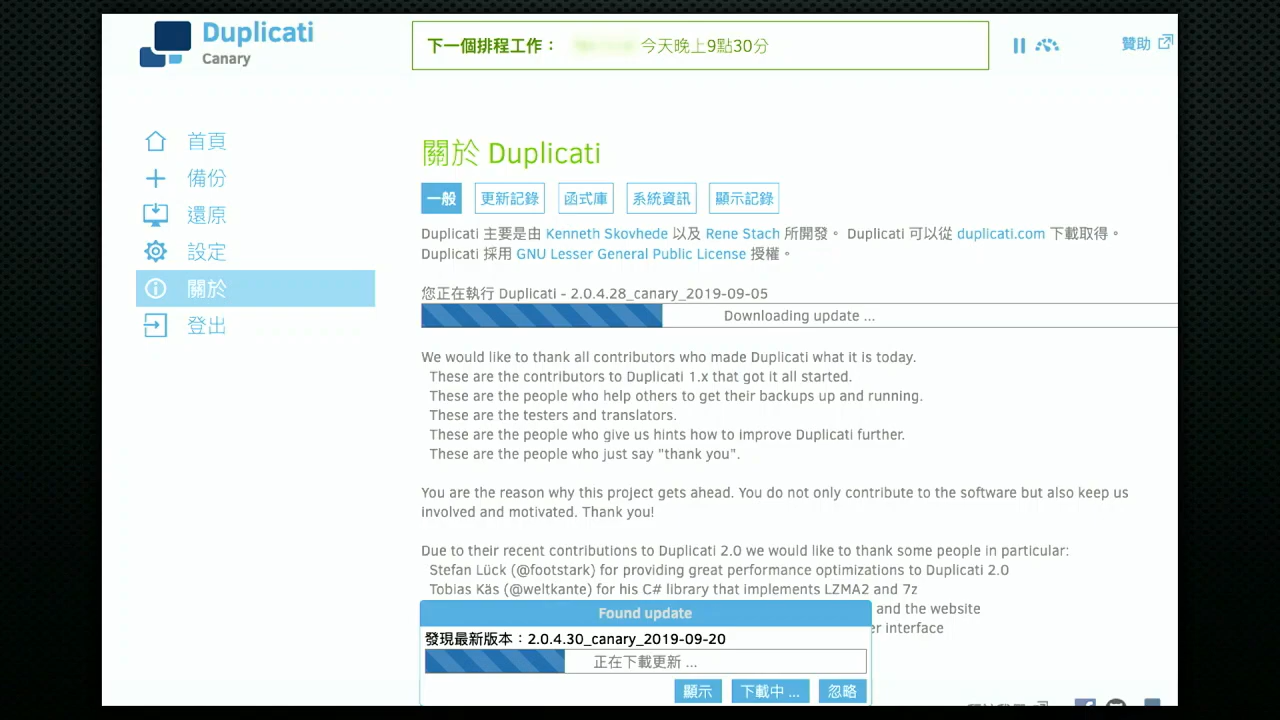 Duplicati
Canary
下一個排程工作：
今天晚上9點30分
贊助
首頁
備份
還原
設定
關於
登出
關於 Duplicati
一般 更新記錄 函式庫 系統資訊 顯示記錄
Duplicati 主要是由 Kenneth Skovhede 以及 Rene Stach 所開發。 Duplicati 可以從 duplicati.com 下載取得。
Duplicati 採用 GNU Lesser General Public License 授權。
您正在執行 Duplicati - 2.0.4.28_canary_2019-09-05
Downloading update ...
We would like to thank all contributors who made Duplicati what it is today.
These are the contributors to Duplicati 1.x that got it all started.
These are the people who help others to get their backups up and running.
These are the testers and translators.
These are the people who give us hints how to improve Duplicati further.
These are the people who just say "thank you".
You are the reason why this project gets ahead. You do not only contribute to the software but also keep us
involved and motivated. Thank you!
Due to their recent contributions to Duplicati 2.0 we would like to thank some people in particular:
Stefan Lück (@footstark) for providing great performance optimizations to Duplicati 2.0
Tobias Käs (@weltkante) for his C# library that implements LZMA2 and 7z
and the website
interface
Found update
發現最新版本：2.0.4.30_canary_2019-09-20
正在下載更新 ...
顯示 下載中 ... 忽略